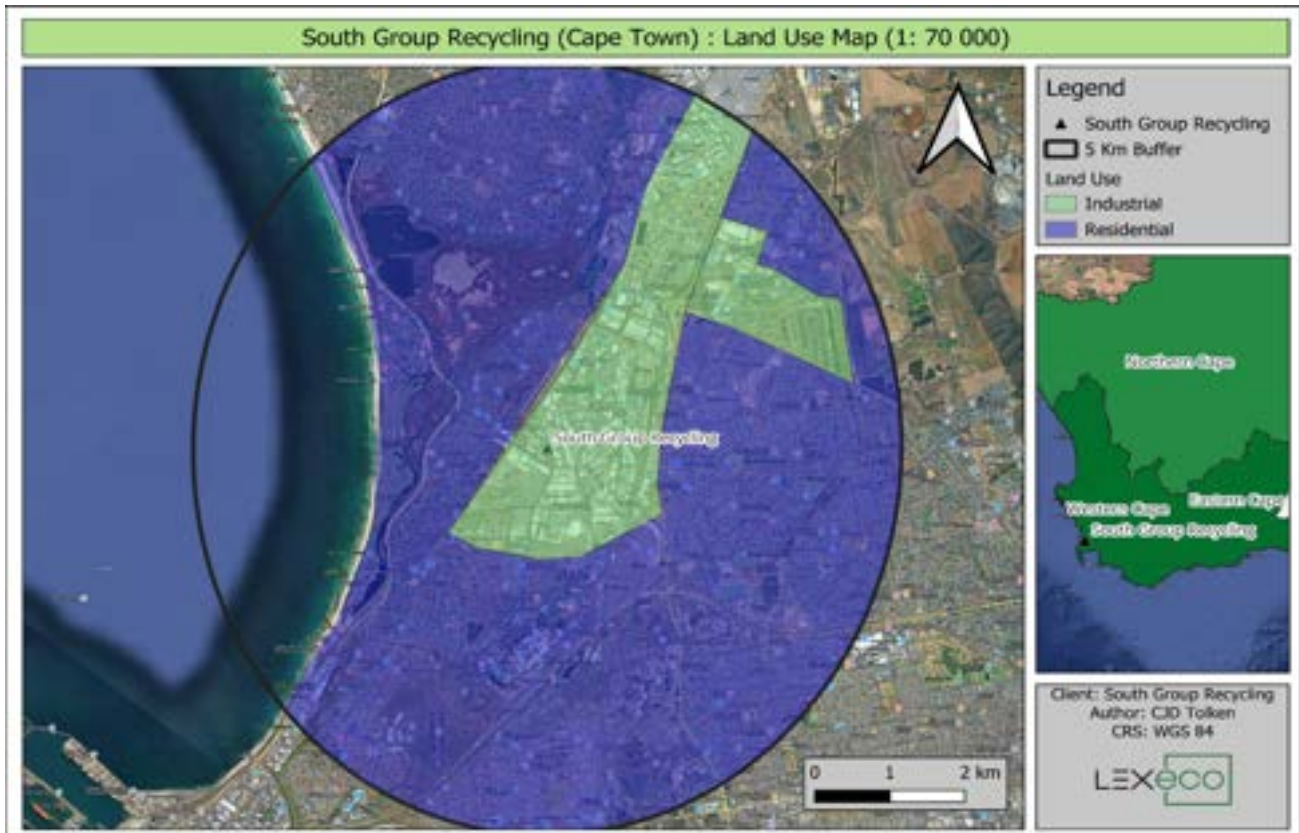 South Group Recycling (Cape Town) : Land Use Map (1: 70 000)
South Group Recycling
0 1 2 km
Legend
South Group Recycling
5 Km Buffer
Land Use
Industrial
Residential
Northern Cape
Eastern Cape
Western Cape
South Group Recycling
Client: South Group Recycling
Author: CJD Tolken
CRS: WGS 84
LEXeco